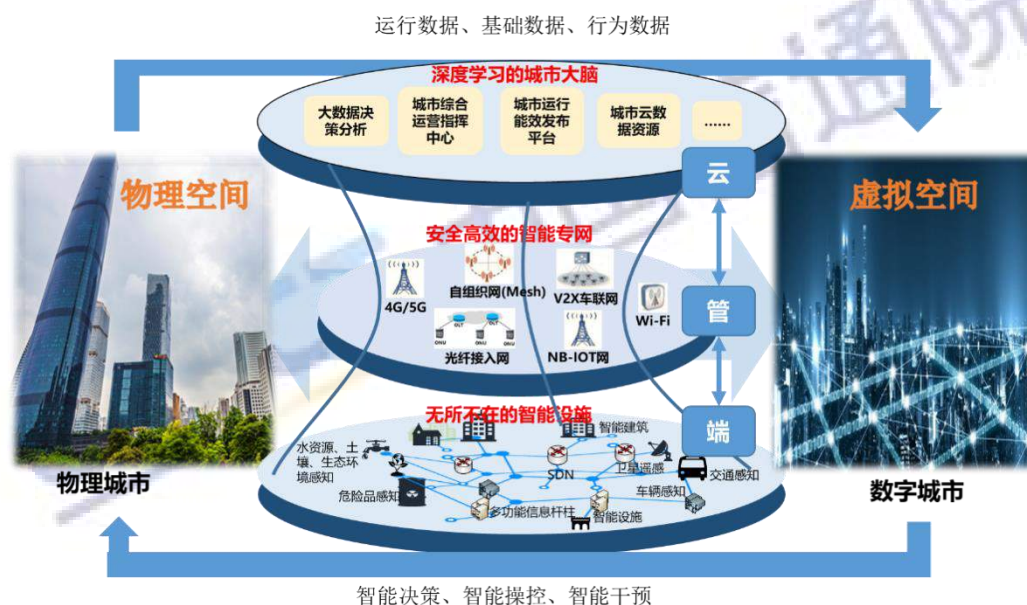 运行数据、基础数据、行为数据
深度学习的城市大脑
大数据决
策分析
城市综合
运营指挥
中心
城市运行
能效发布
平台
城市云数
据资源
......
云
物理空间
虚拟空间
安全高效的智能专网
4G/5G
自组织网(Mesh)
V2X车联网
Wi-Fi
管
OLT
OLT
ONU
ONU
ONU
光纤接入网
NB-IOT网
无所不在的智能设施
端
智能建筑
水资源、土
壤、生态环
境感知
SDN
卫星遥感
交通感知
危险品感知
车辆感知
多功能信息杆柱
智能设施
物理城市
数字城市
智能决策、智能操控、智能干预